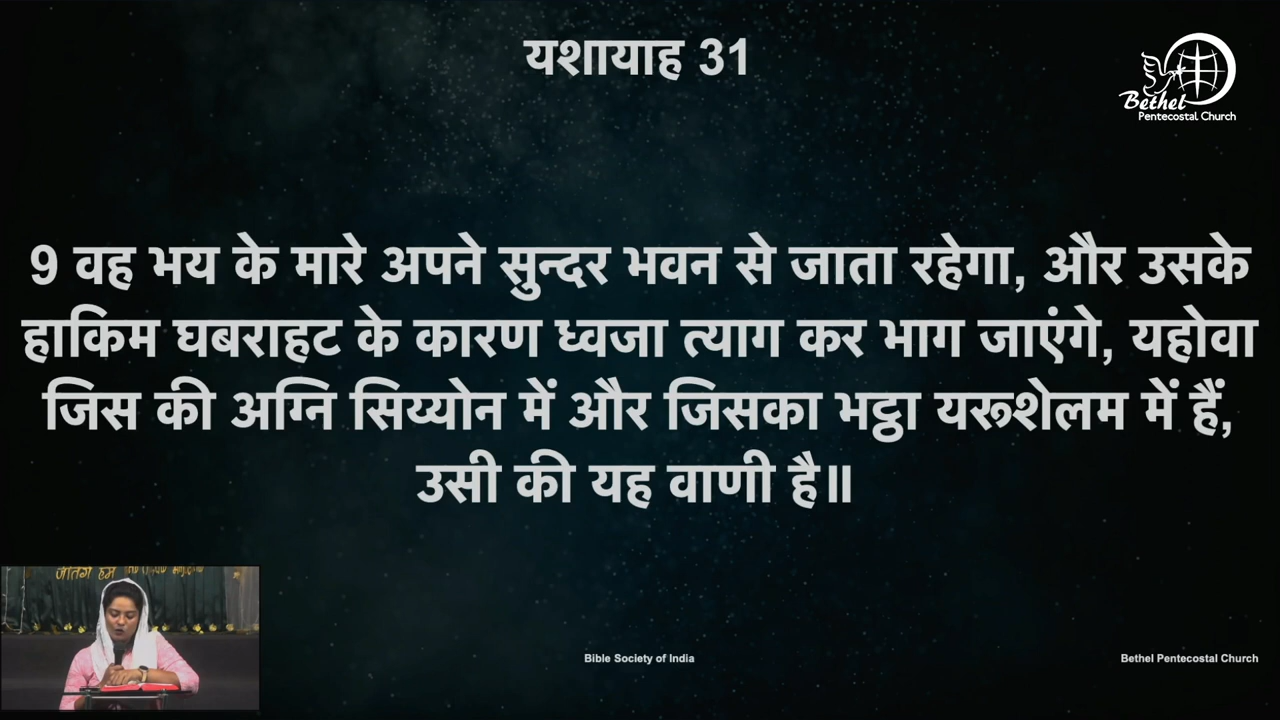 यशायाह 31
Bethel
Pentecostal Church
9 वह भय के मारे अपने सुन्दर भवन से जाता रहेगा, और उसके
हाकिम घबराहट के कारण ध्वजा त्याग कर भाग जाएंगे, यहोवा
जिस की अग्नि सिय्योन में और जिसका भट्ठा यरूशेलम में हैं,
उसी की यह वाणी है॥
हम
Bible Society of India
Bethel Pentecostal Church